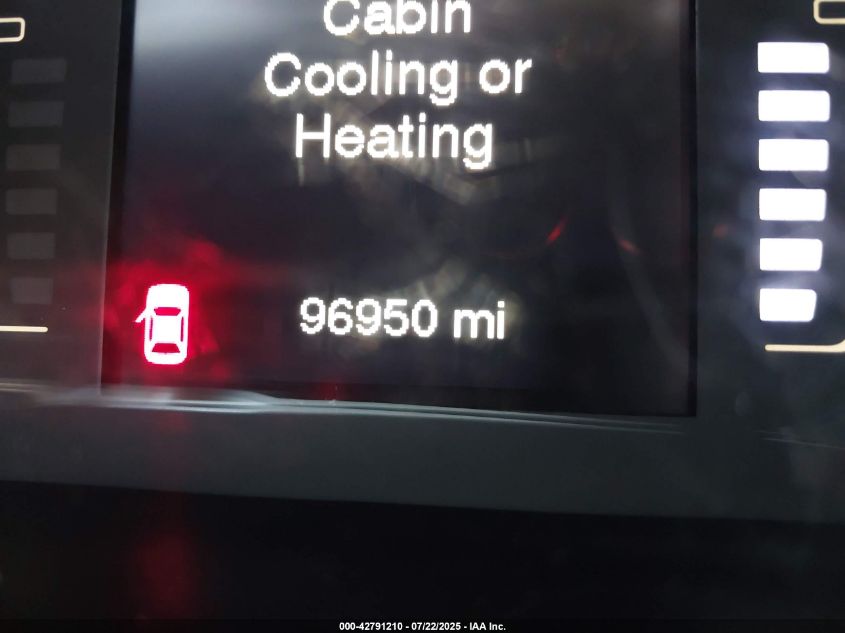 Cabin
Cooling or
Heating
96950 mi
000-42791210 - 07/22/2025 - IAA Inc.